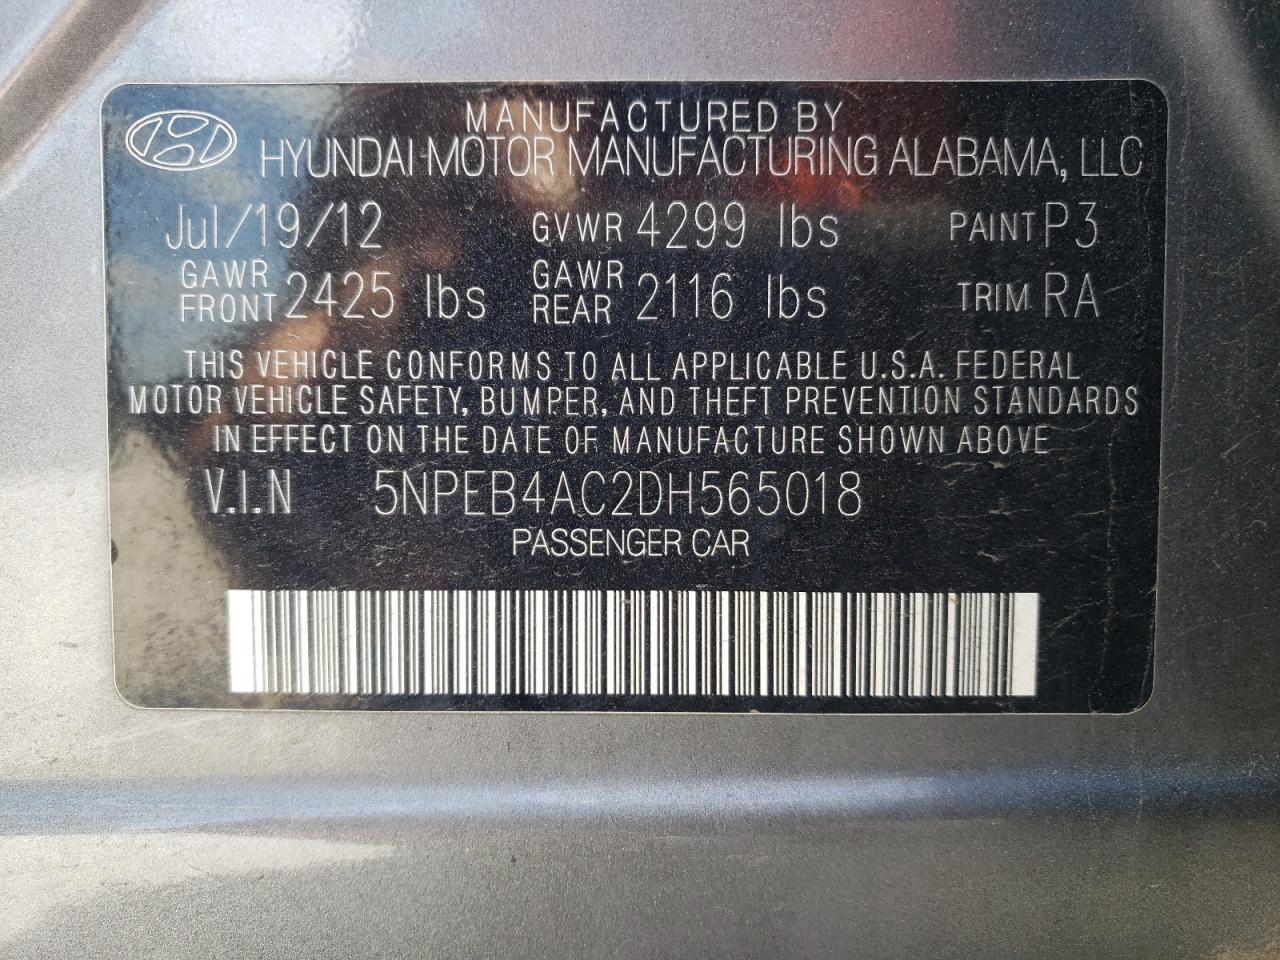 MANUFACTURED BY
HYUNDAI MOTOR MANUFACTURING ALABAMA, LLC
Jul/19/12 GVWR 4299 lbs PAINT P3
GAWR FRONT 2425 lbs GAWR REAR 2116 lbs TRIM RA
THIS VEHICLE CONFORMS TO ALL APPLICABLE U.S.A. FEDERAL
MOTOR VEHICLE SAFETY, BUMPER, AND THEFT PREVENTION STANDARDS
IN EFFECT ON THE DATE OF MANUFACTURE SHOWN ABOVE
V.I.N 5NPEB4AC2DH565018
PASSENGER CAR